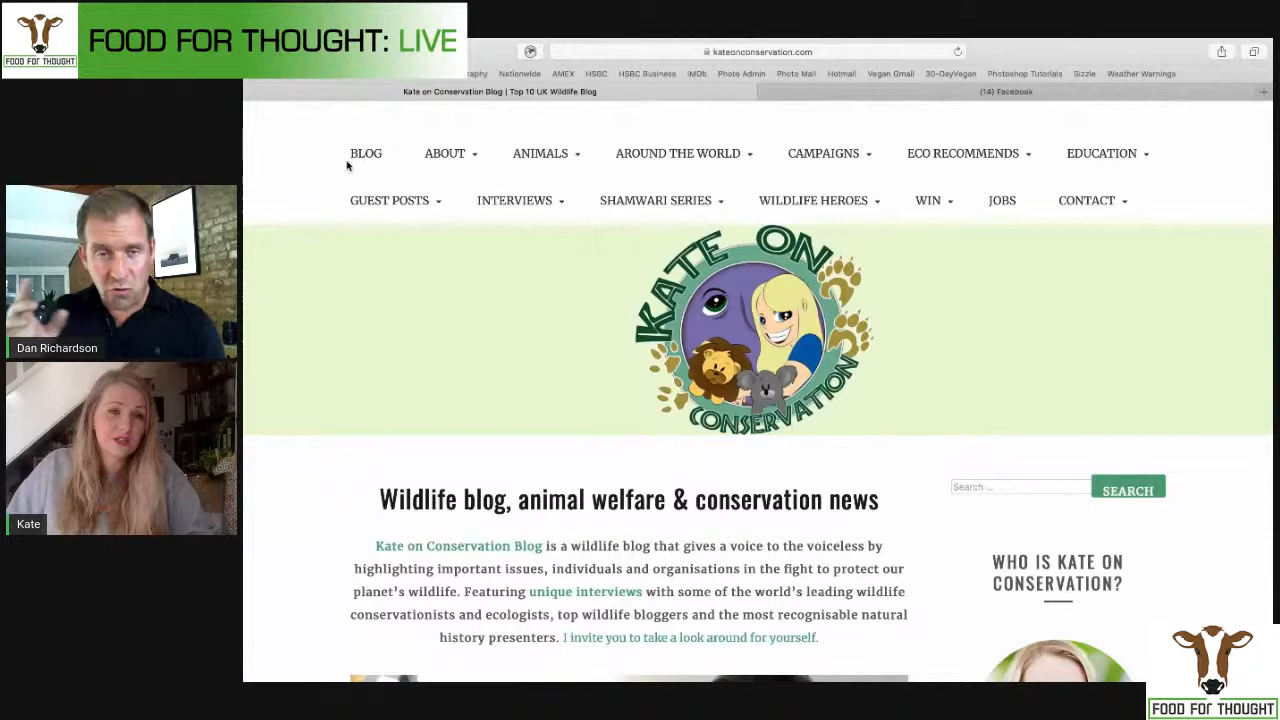 FOOD FOR THOUGHT: LIVE
FOOD FOR THOUGHT
kateonconservation.com
Nationwide AMEX HSBC HSBC Business IMDb Photo Admin Photo Mail Hotmail Vegan Gmail 30-DayVegan Photoshop Tutorials Sizzle Weather Warnings
Kate on Conservation Blog | Top 10 UK Wildlife Blog
(14) Facebook
BLOG ABOUT ANIMALS AROUND THE WORLD CAMPAIGNS ECO RECOMMENDS EDUCATION
GUEST POSTS INTERVIEWS SHAMWARI SERIES WILDLIFE HEROES WIN JOBS CONTACT
KATE ON
CONSERVATION
Dan Richardson
Kate
Wildlife blog, animal welfare & conservation news
Kate on Conservation Blog is a wildlife blog that gives a voice to the voiceless by
highlighting important issues, individuals and organisations in the fight to protect our
planet's wildlife. Featuring unique interviews with some of the world's leading wildlife
conservationists and ecologists, top wildlife bloggers and the most recognisable natural
history presenters. I invite you to take a look around for yourself.
Search ...
SEARCH
WHO IS KATE ON
CONSERVATION?
FOOD FOR THOUGHT